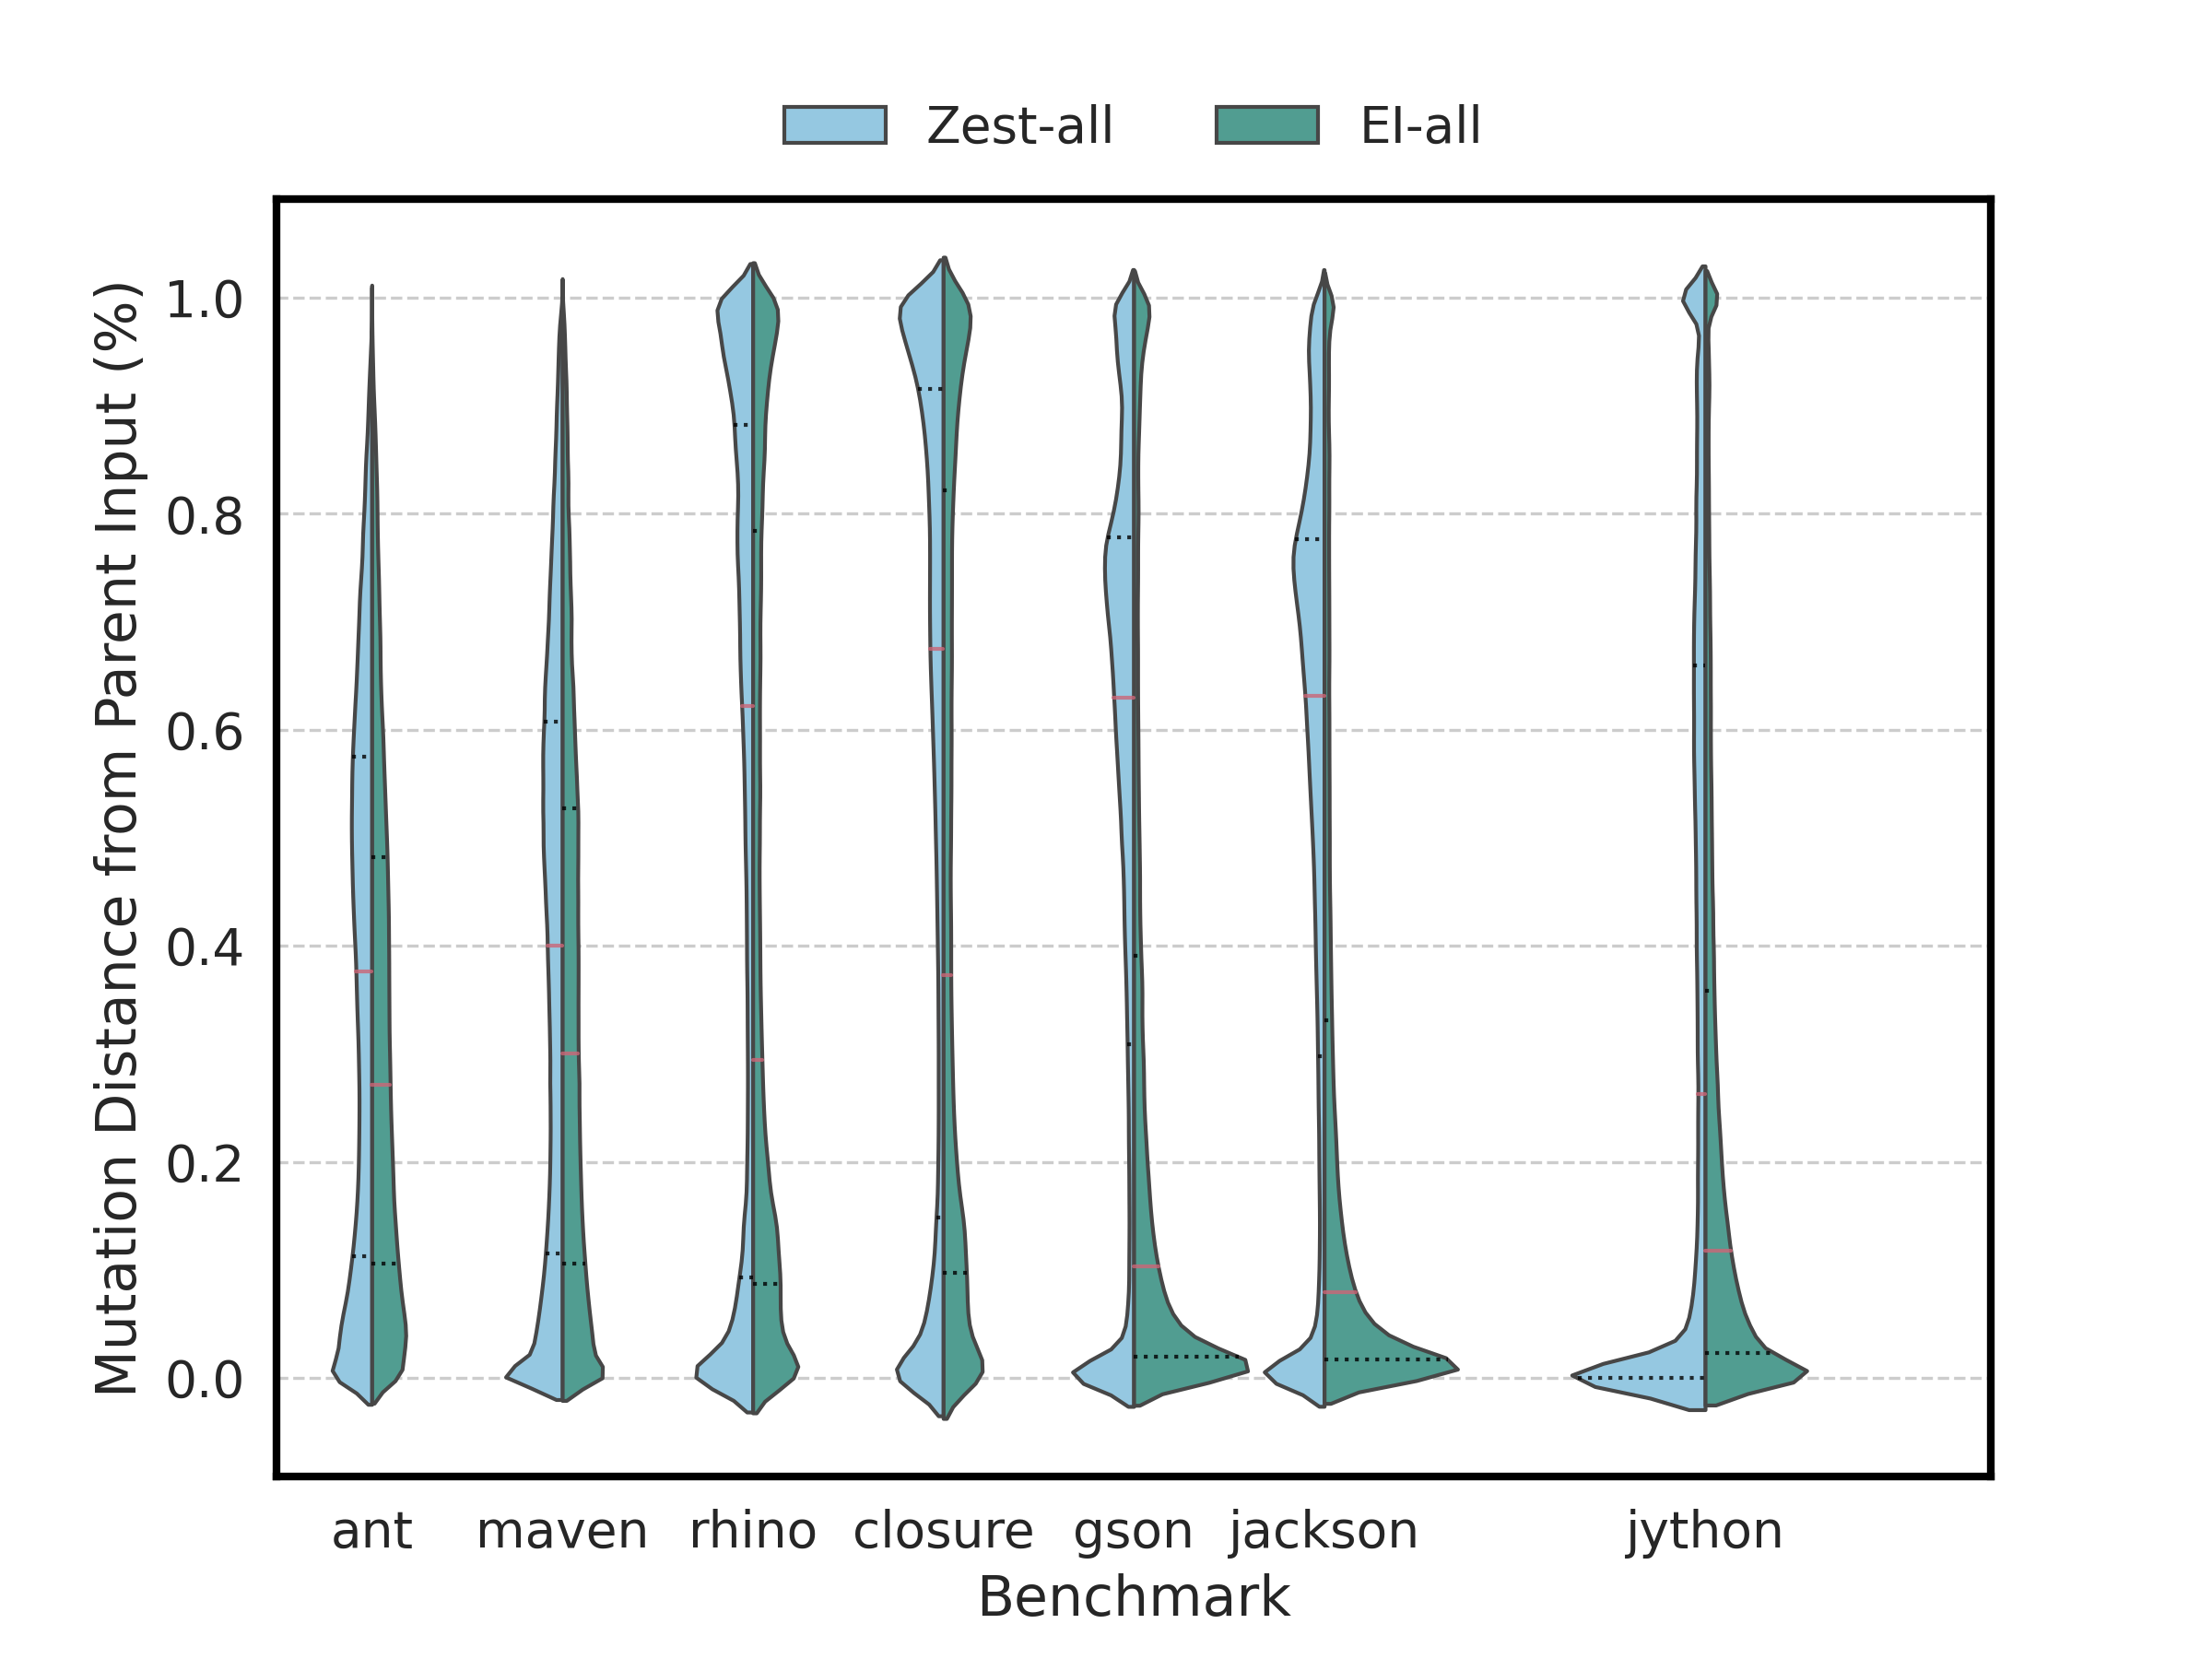 Zest-all EI-all
Mutation Distance from Parent Input (%)
1.0
0.8
0.6
0.4
0.2
0.0
ant maven rhino closure gson jackson jython
Benchmark